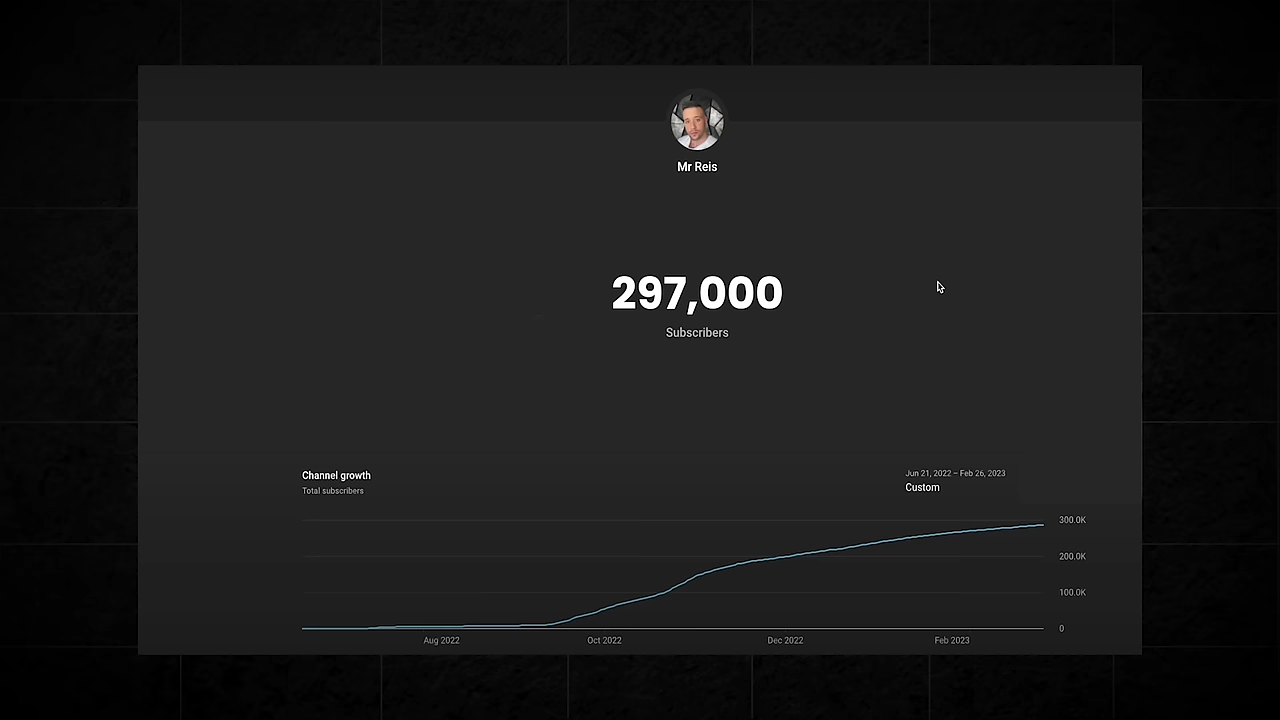 Mr Reis
297,000
Subscribers
Channel growth
Total subscribers
Jun 21, 2022 – Feb 26, 2023
Custom
300.0K
200.0K
100.0K
0
Aug 2022
Oct 2022
Dec 2022
Feb 2023